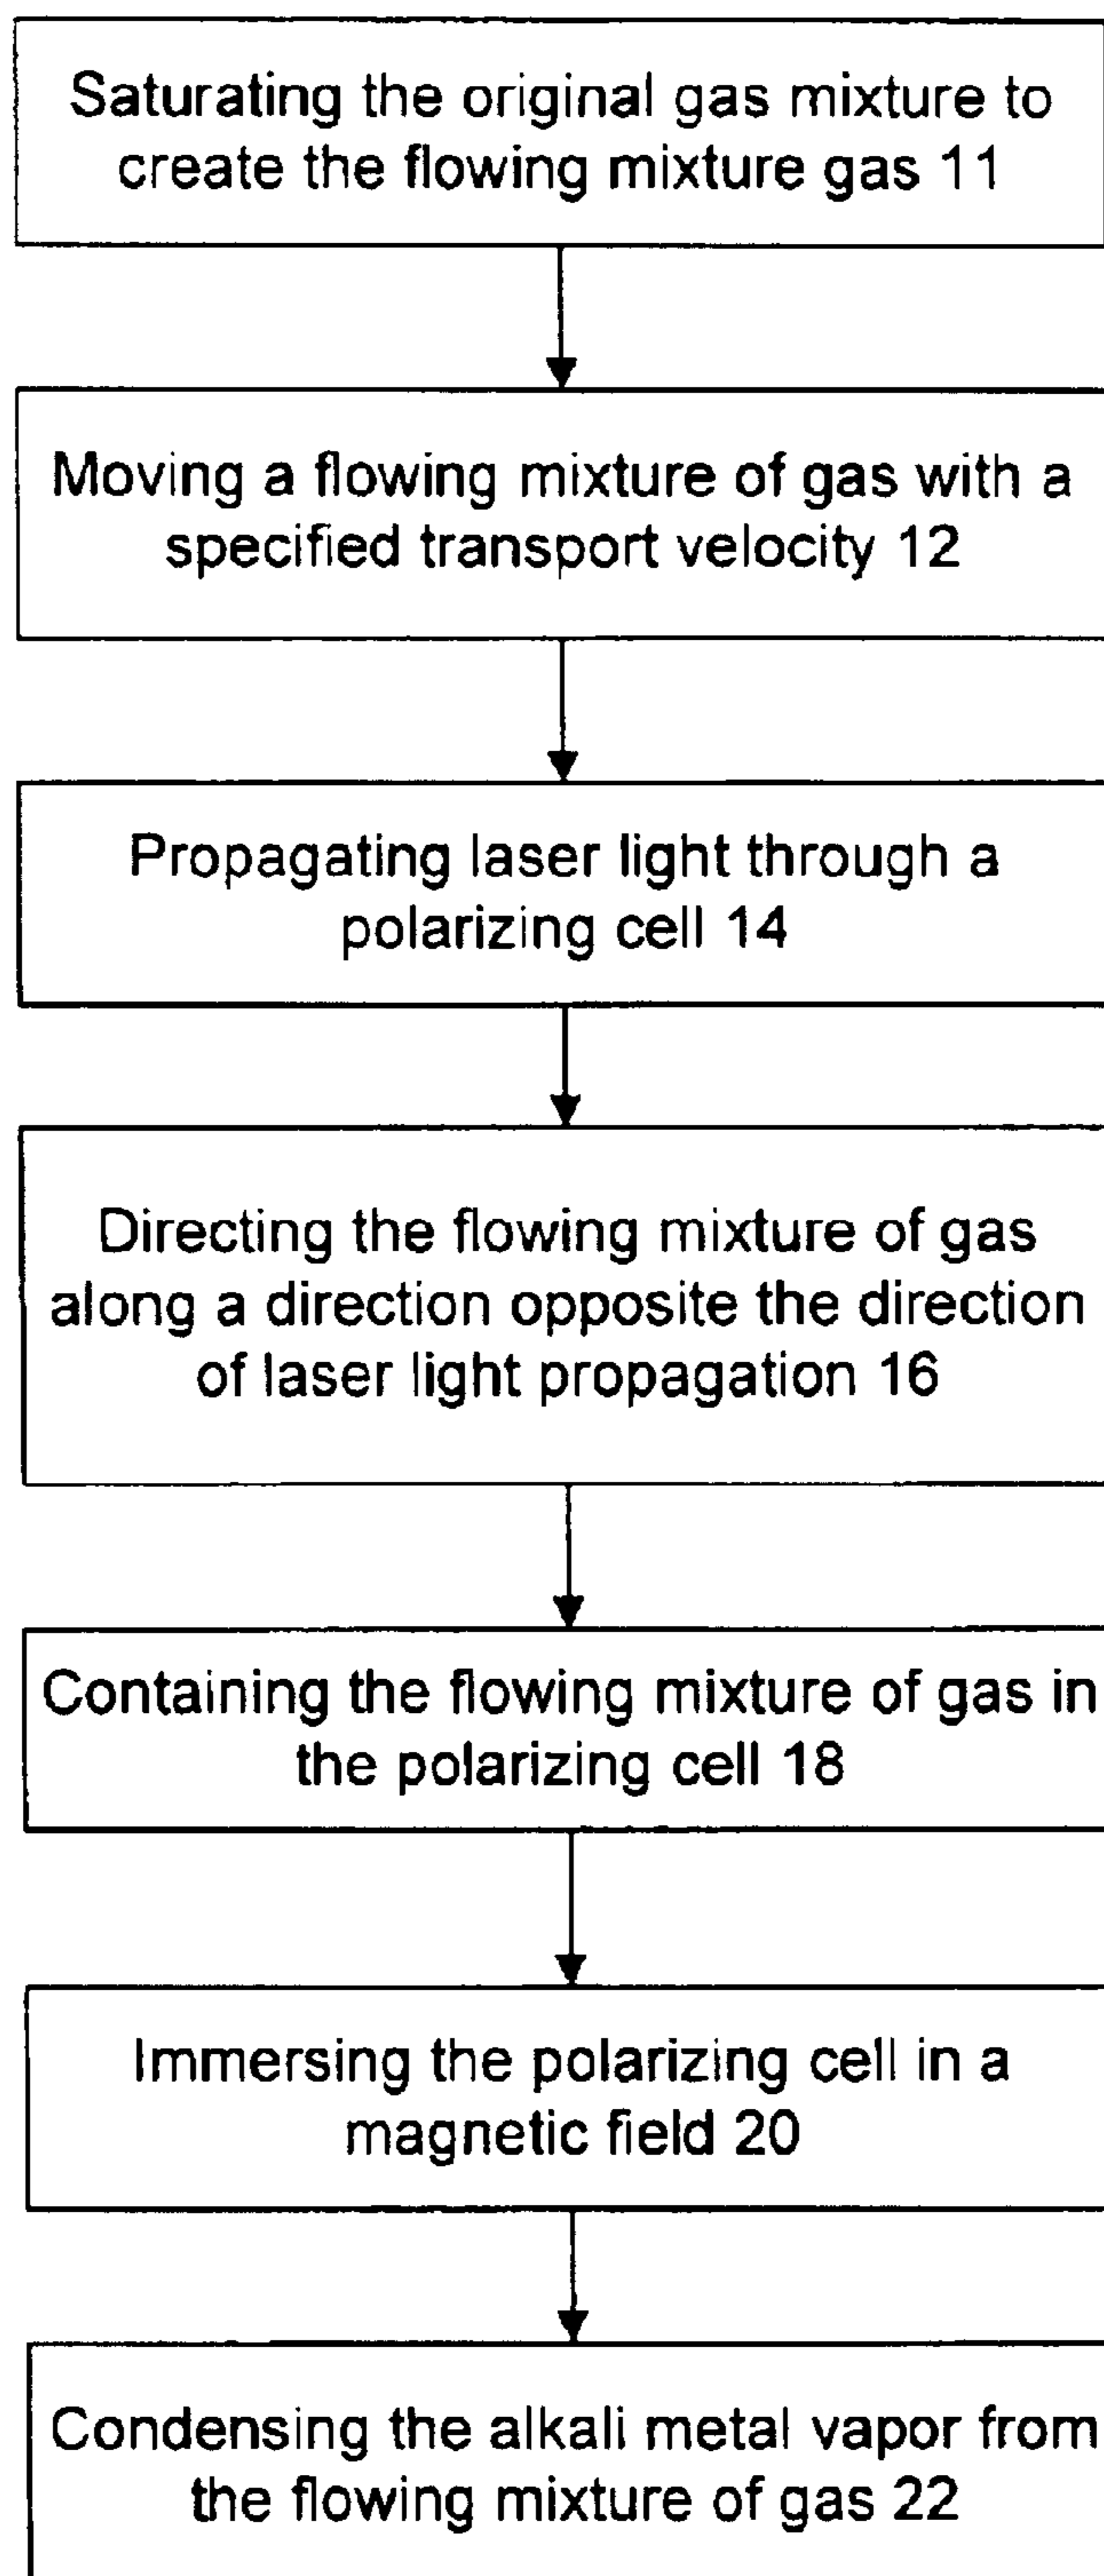 Saturating the original gas mixture to
create the flowing mixture gas 11
Moving a flowing mixture of gas with a
specified transport velocity 12
Propagating laser light through a
polarizing cell 14
Directing the flowing mixture of gas
along a direction opposite the direction
of laser light propagation 16
Containing the flowing mixture of gas in
the polarizing cell 18
Immersing the polarizing cell in a
magnetic field 20
Condensing the alkali metal vapor from
the flowing mixture of gas 22